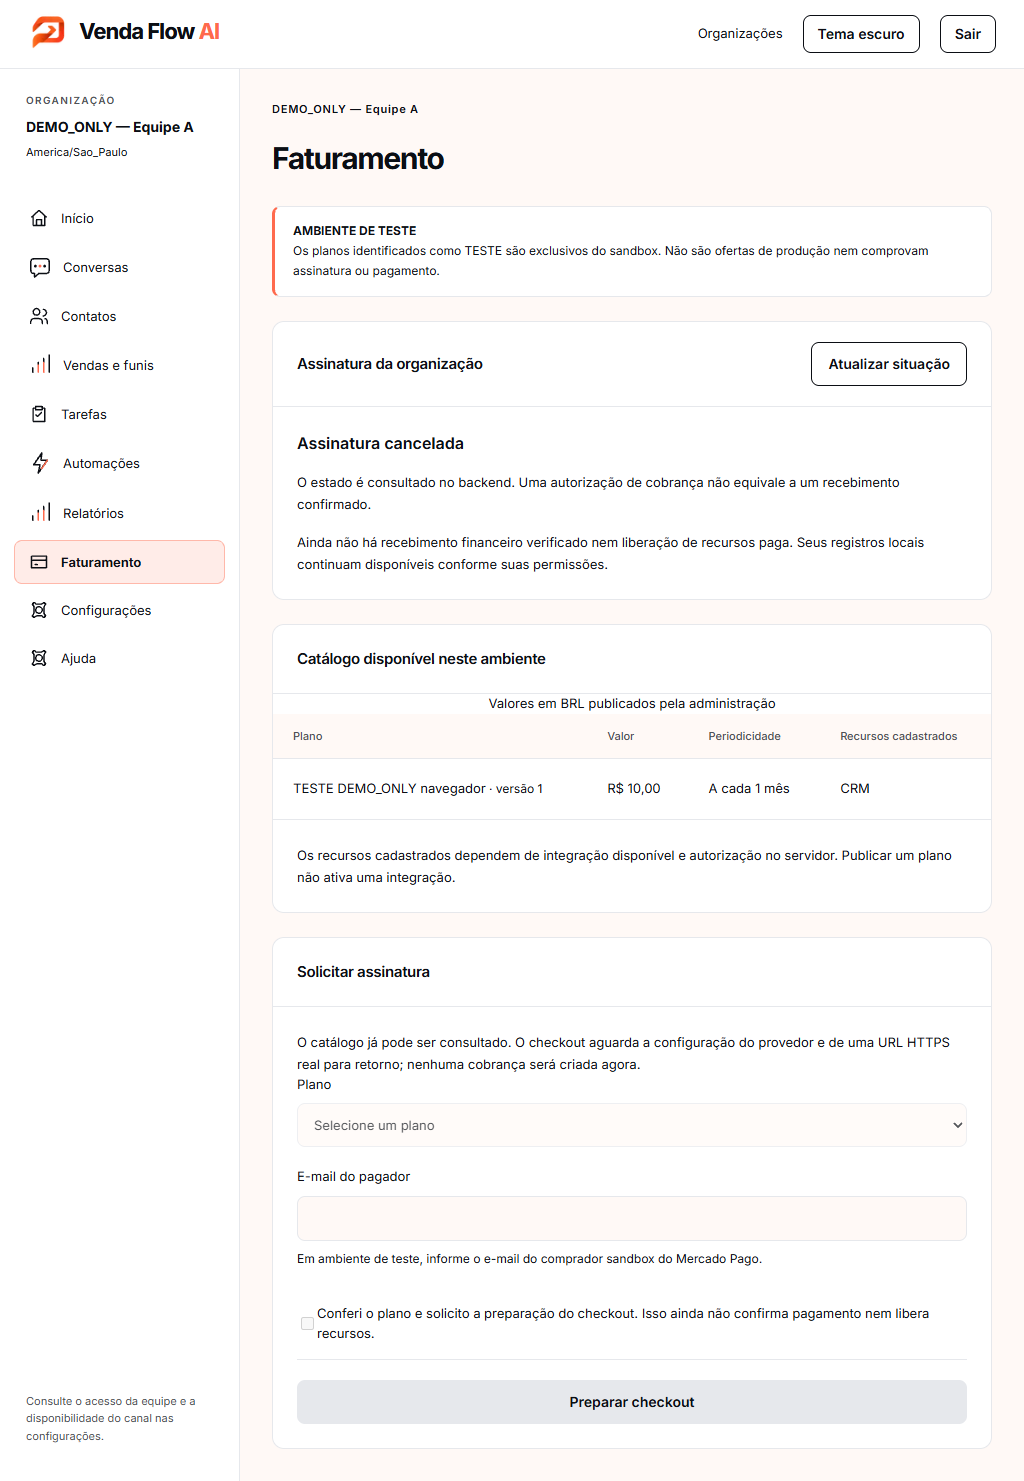 Venda Flow AI
Organizações
Tema escuro
Sair
ORGANIZAÇÃO
DEMO_ONLY — Equipe A
America/Sao_Paulo
Início
Conversas
Contatos
Vendas e funis
Tarefas
Automações
Relatórios
Faturamento
Configurações
Ajuda
Consulte o acesso da equipe e a
disponibilidade do canal nas
configurações.
DEMO_ONLY — Equipe A
Faturamento
AMBIENTE DE TESTE
Os planos identificados como TESTE são exclusivos do sandbox. Não são ofertas de produção nem comprovam
assinatura ou pagamento.
Assinatura da organização
Atualizar situação
Assinatura cancelada
O estado é consultado no backend. Uma autorização de cobrança não equivale a um recebimento
confirmado.
Ainda não há recebimento financeiro verificado nem liberação de recursos paga. Seus registros locais
continuam disponíveis conforme suas permissões.
Catálogo disponível neste ambiente
Valores em BRL publicados pela administração
Plano Valor Periodicidade Recursos cadastrados
TESTE DEMO_ONLY navegador · versão 1 R$ 10,00 A cada 1 mês CRM
Os recursos cadastrados dependem de integração disponível e autorização no servidor. Publicar um plano
não ativa uma integração.
Solicitar assinatura
O catálogo já pode ser consultado. O checkout aguarda a configuração do provedor e de uma URL HTTPS
real para retorno; nenhuma cobrança será criada agora.
Plano
Selecione um plano
E-mail do pagador
Em ambiente de teste, informe o e-mail do comprador sandbox do Mercado Pago.
Conferi o plano e solicito a preparação do checkout. Isso ainda não confirma pagamento nem libera
recursos.
Preparar checkout